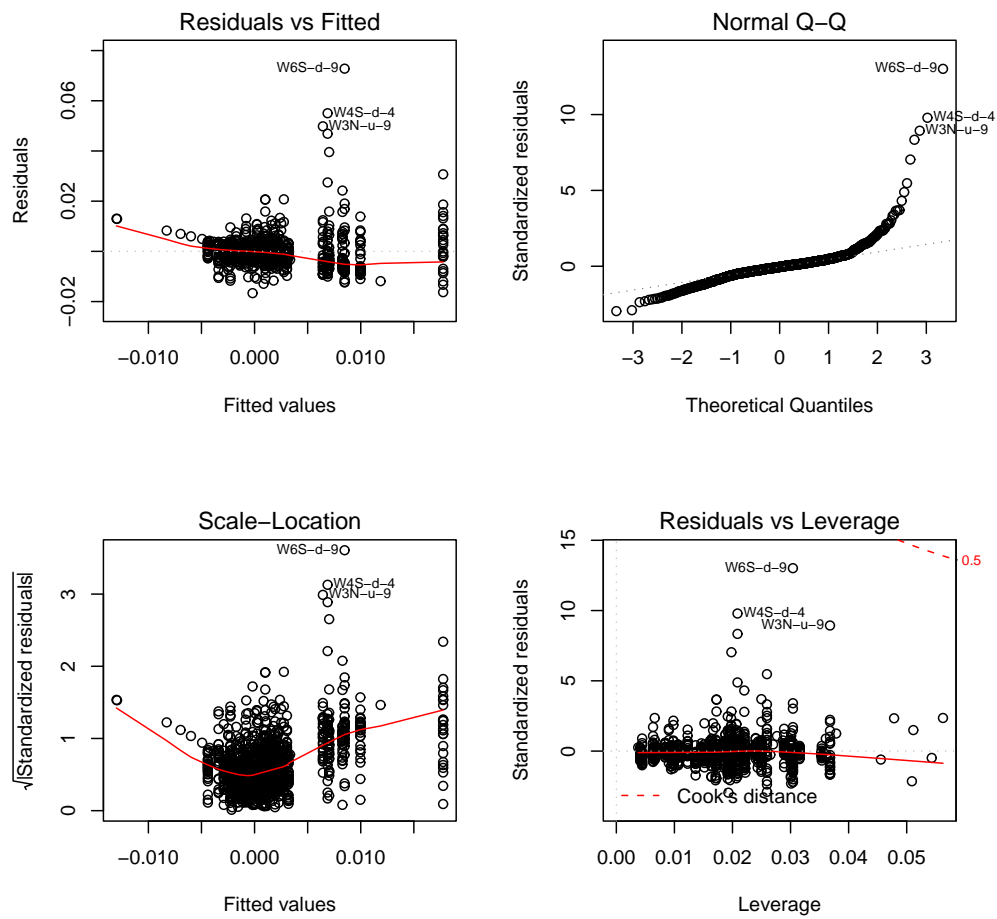 Residuals vs Fitted
Residuals
0.06
0.02
−0.02
W6S−d−9
W4S−d−4
W3N−u−9
−0.010
0.000
0.010
Fitted values
Normal Q−Q
Standardized residuals
10
5
0
W6S−d−9
W4S−d−4
W3N−u−9
−3
−2
−1
0
1
2
3
Theoretical Quantiles
Scale−Location
√|Standardized residuals|
3
2
1
0
W6S−d−9
W4S−d−4
W3N−u−9
−0.010
0.000
0.010
Fitted values
Residuals vs Leverage
Standardized residuals
15
10
5
0
0.5
W6S−d−9
W4S−d−4
W3N−u−9
Cook's distance
0.00
0.01
0.02
0.03
0.04
0.05
Leverage